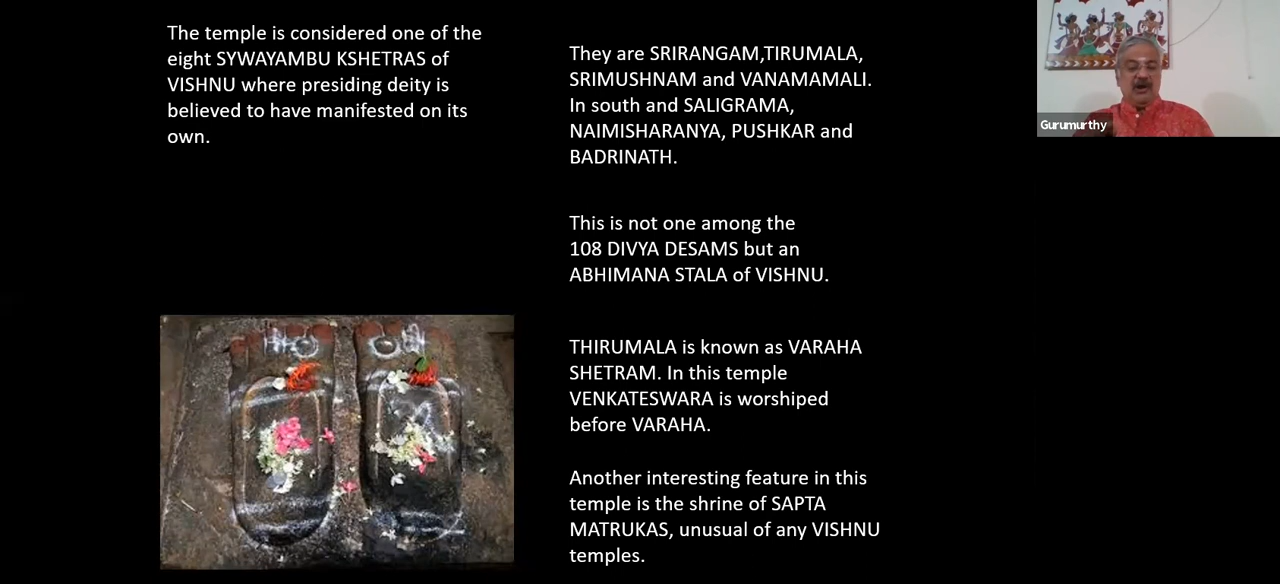 The temple is considered one of the
eight SYWAYAMBU KSHETRAS of
VISHNU where presiding deity is
believed to have manifested on its
own.
They are SRIRANGAM,TIRUMALA,
SRIMUSHNAM and VANAMAMALI.
In south and SALIGRAMA,
NAIMISHARANYA, PUSHKAR and
BADRINATH.
This is not one among the
108 DIVYA DESAMS but an
ABHIMANA STALA of VISHNU.
THIRUMALA is known as VARAHA
SHETRAM. In this temple
VENKATESWARA is worshiped
before VARAHA.
Another interesting feature in this
temple is the shrine of SAPTA
MATRUKAS, unusual of any VISHNU
temples.
Gurumurthy